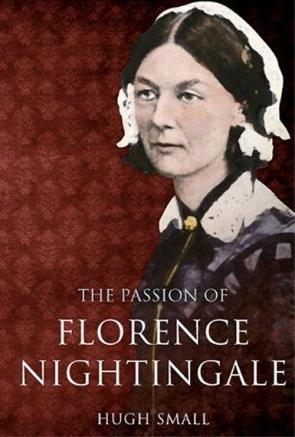 THE PASSION OF
FLORENCE
NIGHTINGALE
HUGH SMALL